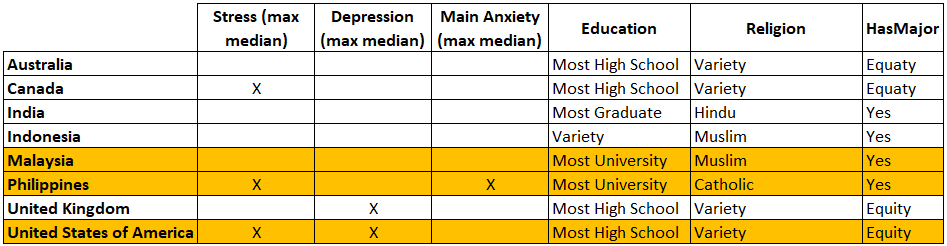 Stress (max median) Depression (max median) Main Anxiety (max median) Education Religion HasMajor
Australia Most High School Variety Equaty
Canada X Most High School Variety Equaty
India Most Graduate Hindu Yes
Indonesia Variety Muslim Yes
Malaysia Most University Muslim Yes
Philippines X X Most University Catholic Yes
United Kingdom X Most High School Variety Equity
United States of America X X Most High School Variety Equity